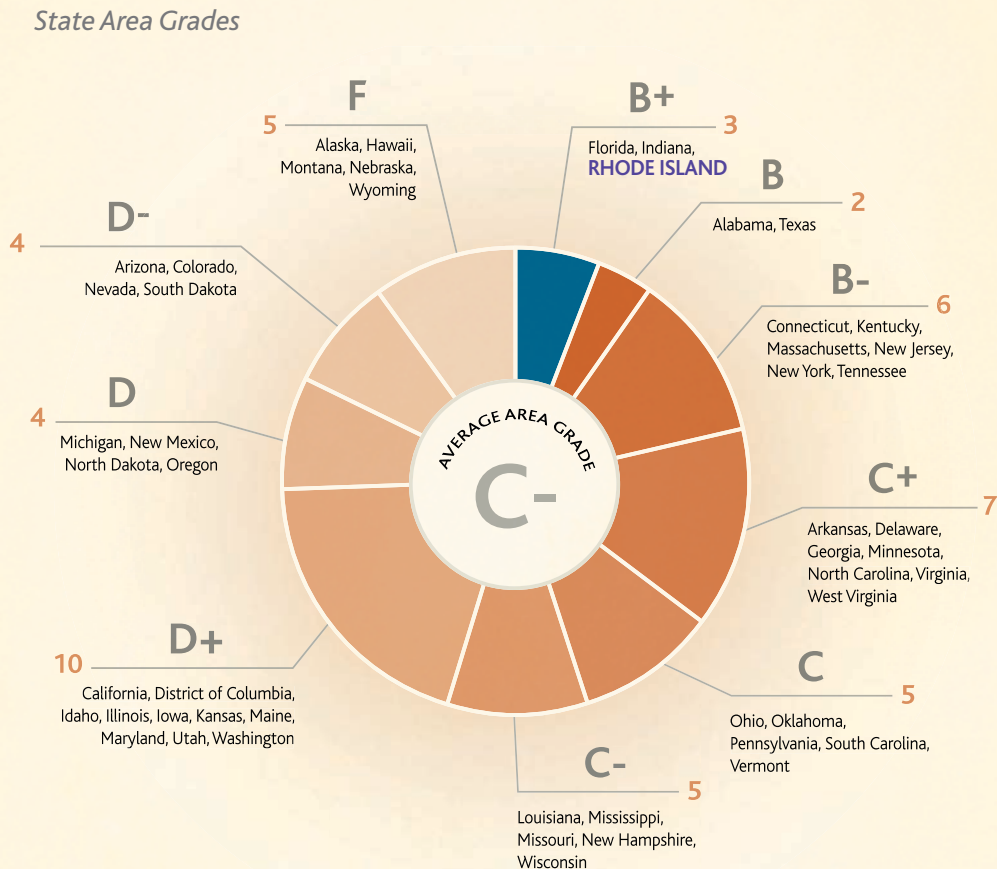 State Area Grades
B+
3
Florida, Indiana,
RHODE ISLAND
B
2
Alabama, Texas
B-
6
Connecticut, Kentucky,
Massachusetts, New Jersey,
New York, Tennessee
C+
7
Arkansas, Delaware,
Georgia, Minnesota,
North Carolina, Virginia,
West Virginia
C
5
Ohio, Oklahoma,
Pennsylvania, South Carolina,
Vermont
C-
5
Louisiana, Mississippi,
Missouri, New Hampshire,
Wisconsin
D+
10
California, District of Columbia,
Idaho, Illinois, Iowa, Kansas, Maine,
Maryland, Utah, Washington
D
4
Michigan, New Mexico,
North Dakota, Oregon
D-
4
Arizona, Colorado,
Nevada, South Dakota
F
5
Alaska, Hawaii,
Montana, Nebraska,
Wyoming
AVERAGE AREA GRADE
C-